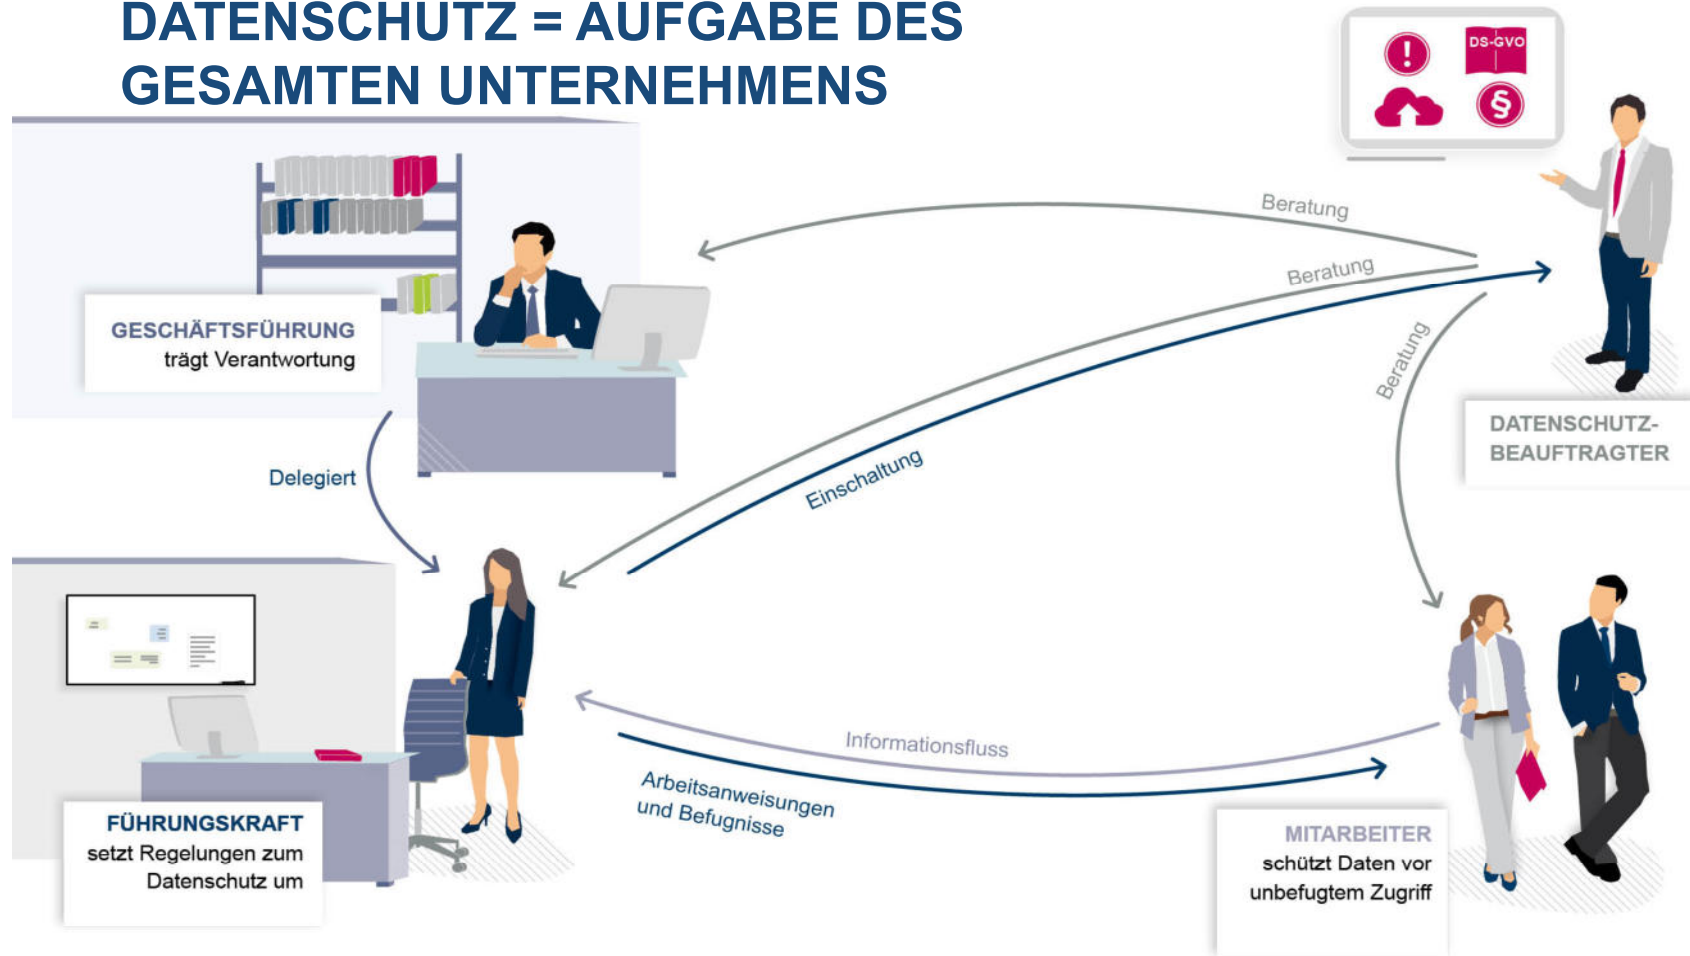 DATENSCHUTZ = AUFGABE DES
GESAMTEN UNTERNEHMENS
DS-GVO
§
Beratung
Beratung
Beratung
GESCHÄFTSFÜHRUNG
trägt Verantwortung
DATENSCHUTZ-
BEAUFTRAGTER
Delegiert
Einschaltung
Informationsfluss
Arbeitsanweisungen
und Befugnisse
FÜHRUNGSKRAFT
setzt Regelungen zum
Datenschutz um
MITARBEITER
schützt Daten vor
unbefugtem Zugriff